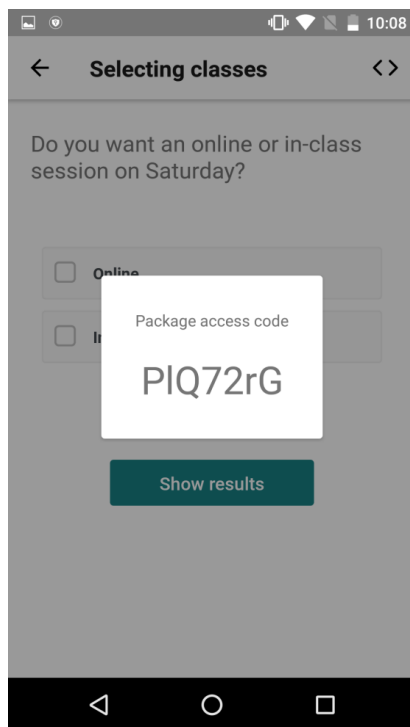 10:08
Selecting classes
Do you want an online or in-class
session on Saturday?
Online
Package access code
PlQ72rG
Show results